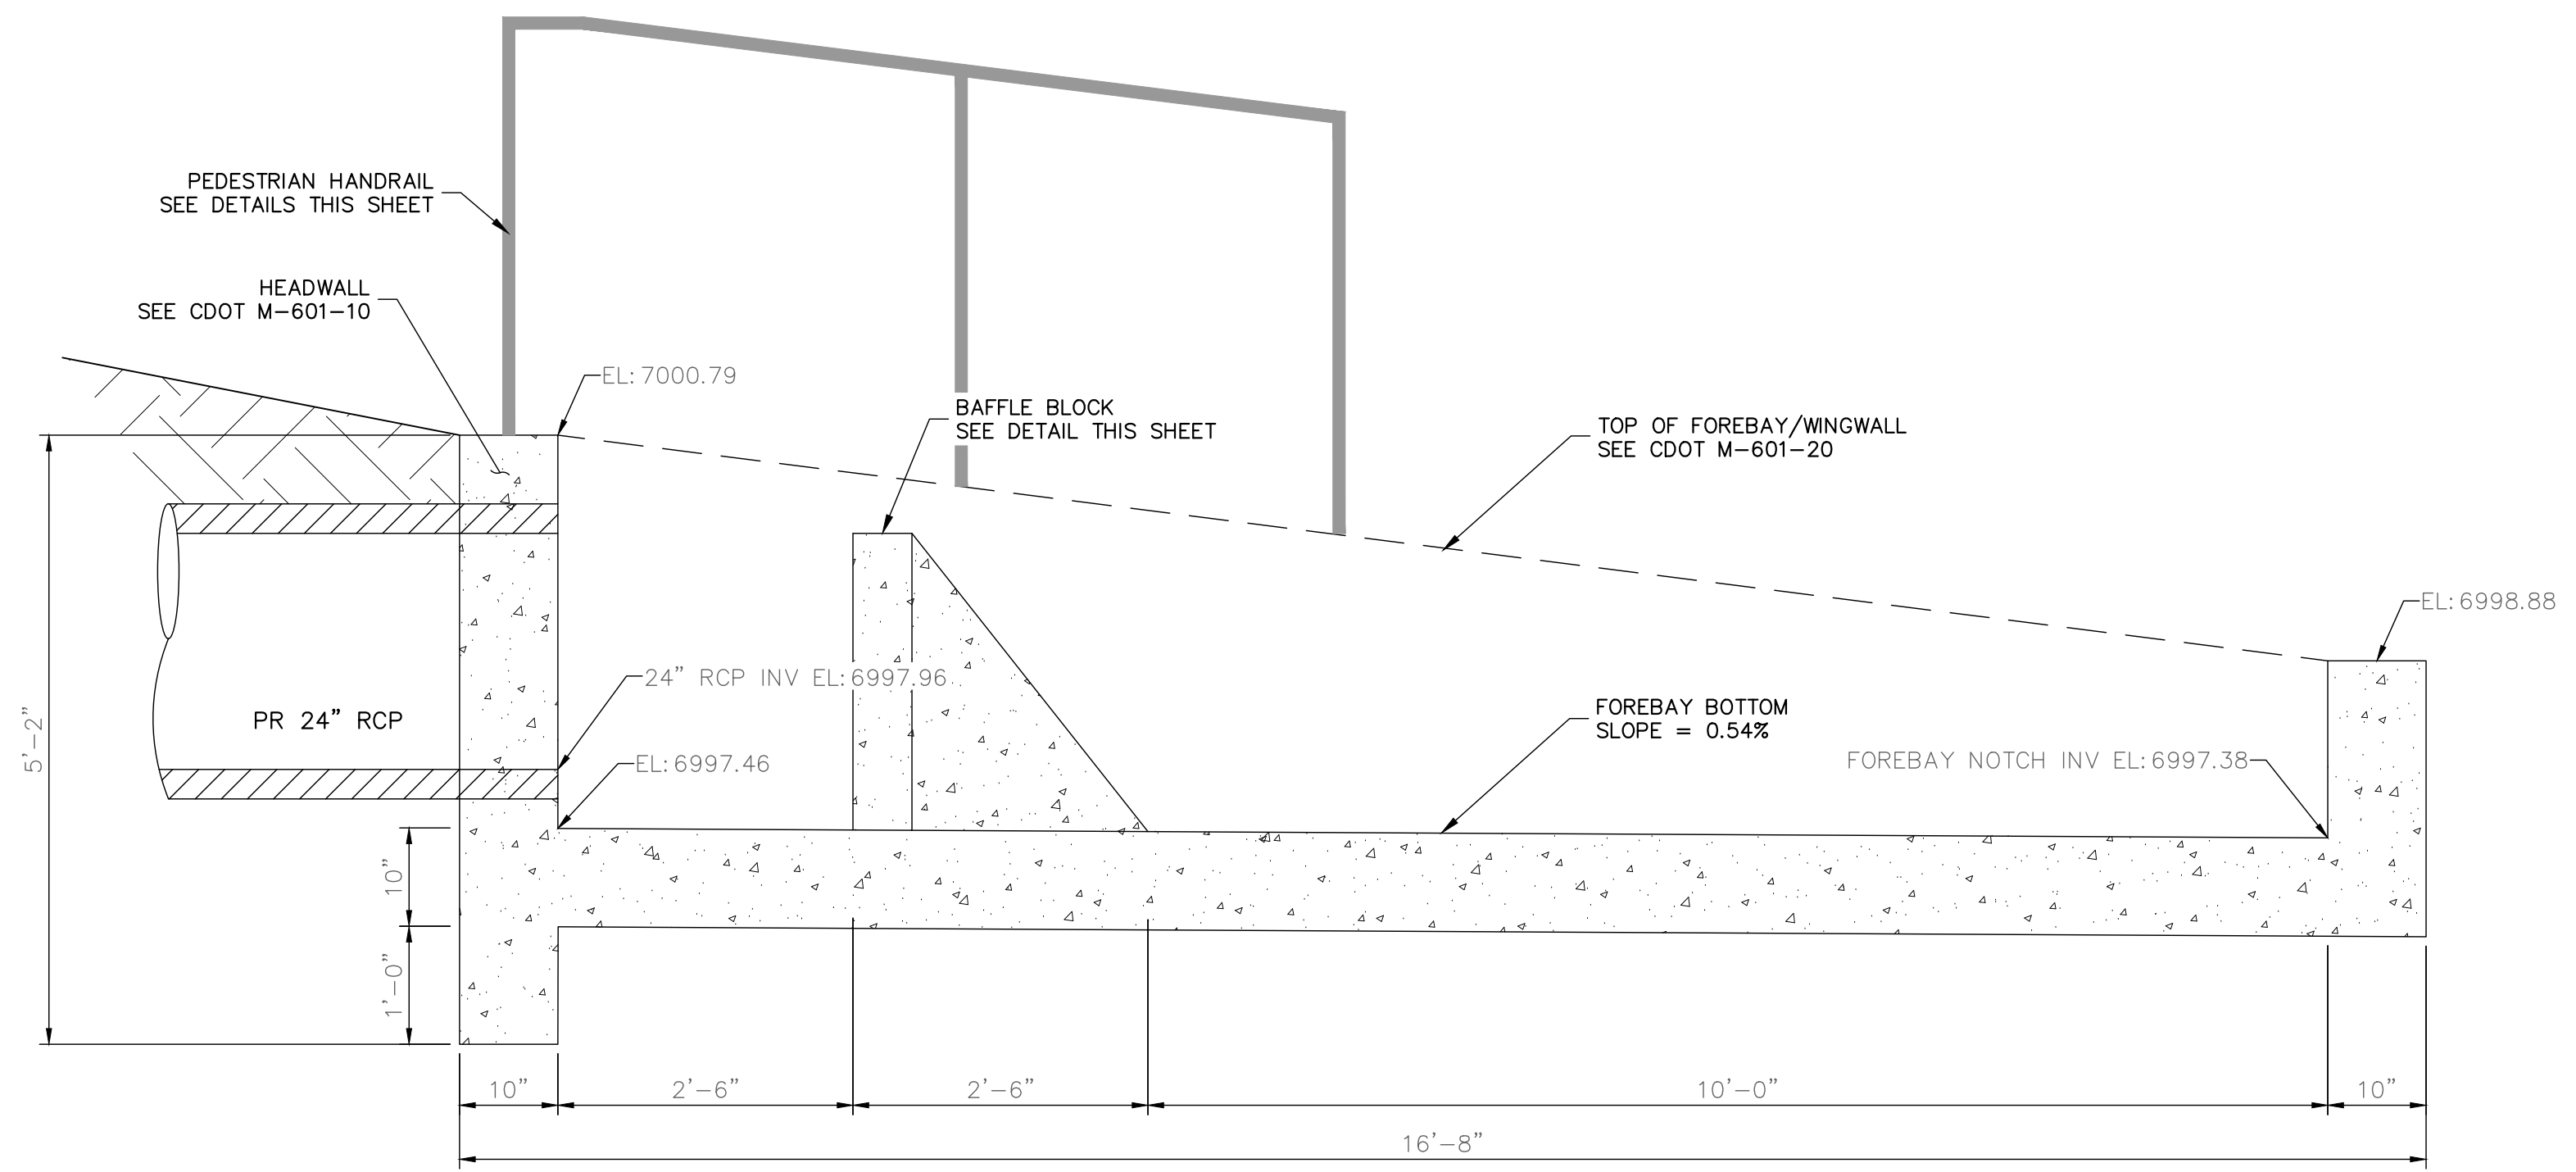 PEDESTRIAN HANDRAIL
SEE DETAILS THIS SHEET
HEADWALL
SEE CDOT M-601-10
EL: 7000.79
BAFFLE BLOCK
SEE DETAIL THIS SHEET
TOP OF FOREBAY/WINGWALL
SEE CDOT M-601-20
EL: 6998.88
24" RCP INV EL: 6997.96
PR 24" RCP
5'-2"
EL: 6997.46
FOREBAY BOTTOM
SLOPE = 0.54%
FOREBAY NOTCH INV EL: 6997.38
10"
1'-0"
10"
2'-6"
2'-6"
10'-0"
10"
16'-8"